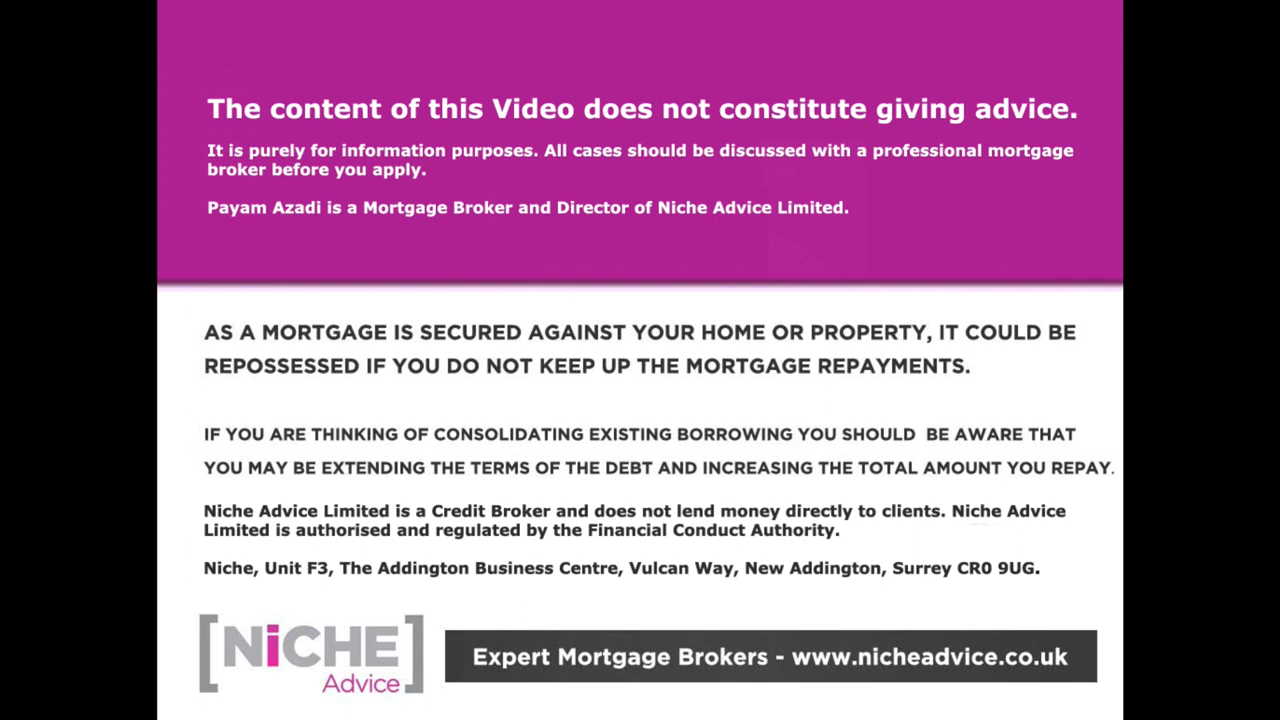 The content of this Video does not constitute giving advice.
It is purely for information purposes. All cases should be discussed with a professional mortgage
broker before you apply.
Payam Azadi is a Mortgage Broker and Director of Niche Advice Limited.
AS A MORTGAGE IS SECURED AGAINST YOUR HOME OR PROPERTY, IT COULD BE
REPOSSESSED IF YOU DO NOT KEEP UP THE MORTGAGE REPAYMENTS.
IF YOU ARE THINKING OF CONSOLIDATING EXISTING BORROWING YOU SHOULD BE AWARE THAT
YOU MAY BE EXTENDING THE TERMS OF THE DEBT AND INCREASING THE TOTAL AMOUNT YOU REPAY.
Niche Advice Limited is a Credit Broker and does not lend money directly to clients. Niche Advice
Limited is authorised and regulated by the Financial Conduct Authority.
Niche, Unit F3, The Addington Business Centre, Vulcan Way, New Addington, Surrey CR0 9UG.
[NiCHE
Advice]
Expert Mortgage Brokers - www.nicheadvice.co.uk